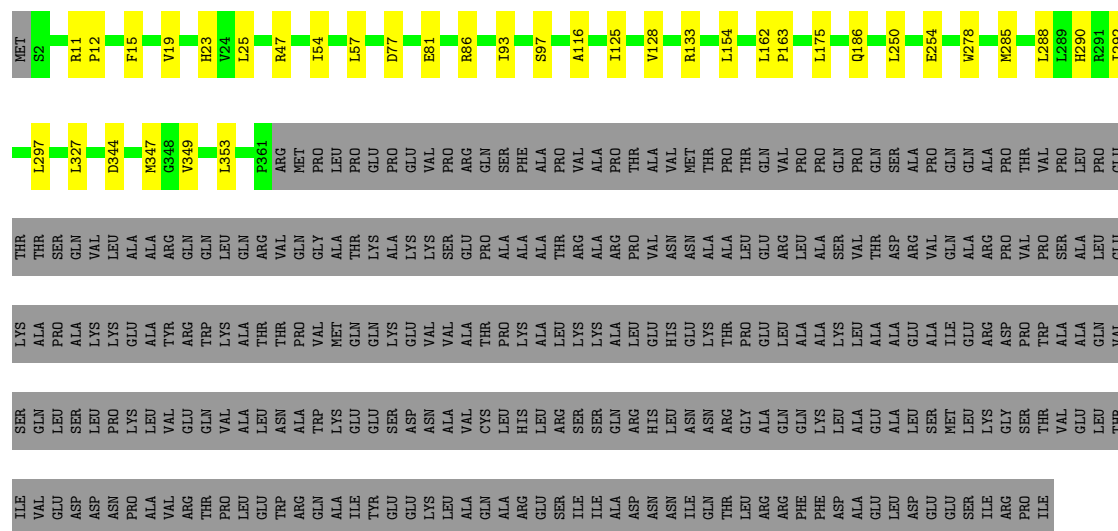 MET S2 R11 P12 F15 V19 H23 V24 L25 R47 I54 L57 D77 E81 R86 I93 S97 A116 I125 V128 R133 L154 L162 P163 L175 Q186 L250 E254 W278 M285 L288 L289 H290 R291
L297 L327 D344 M347 G348 V349 L353 P361 ARG MET PRO LEU PRO GLU PRO GLU VAL PRO ARG GLN SER PHE ALA PRO VAL ALA PRO THR ALA VAL MET THR PRO THR GLN VAL PRO PRO GLN PRO GLN SER ALA PRO GLN GLN ALA PRO THR VAL PRO LEU PRO GLU
THR THR SER GLN VAL LEU ALA ALA ARG GLN GLN LEU GLN ARG VAL GLN GLY ALA THR LYS ALA LYS LYS SER GLU PRO ALA ALA ALA THR ARG ALA ARG PRO VAL ASN ASN ALA ALA LEU GLU ARG LEU ALA SER VAL THR ASP ARG VAL GLN ALA ARG PRO VAL PRO SER ALA LEU GLU
LYS ALA PRO ALA LYS LYS GLU ALA TYR ARG TRP LYS ALA THR THR PRO VAL MET GLN GLN LYS GLU VAL VAL ALA THR PRO LYS ALA LEU LYS LYS ALA LEU GLU HIS GLU LYS THR PRO GLU LEU ALA ALA LYS LEU ALA ALA GLU ALA ILE GLU ARG ASP PRO TRP ALA ALA GLN VAL
SER GLN LEU SER LEU PRO LYS LEU VAL GLU GLN VAL ALA LEU ASN ALA TRP LYS GLU GLU SER ASP ASN ALA VAL CYS LEU HIS LEU ARG SER SER GLN ARG HIS LEU ASN ASN ARG GLY ALA GLN GLN LYS LEU ALA GLU ALA LEU SER MET LEU LYS GLY SER THR VAL GLU LEU THR
ILE VAL GLU ASP ASP ASN PRO ALA VAL ARG THR PRO LEU GLU TRP ARG GLN ALA ILE TYR GLU GLU LYS LEU ALA GLN ALA ARG GLU SER ILE ILE ALA ASP ASN ASN ILE GLN THR LEU ARG ARG PHE PHE ASP ALA GLU LEU ASP GLU GLU SER ILE ARG PRO ILE